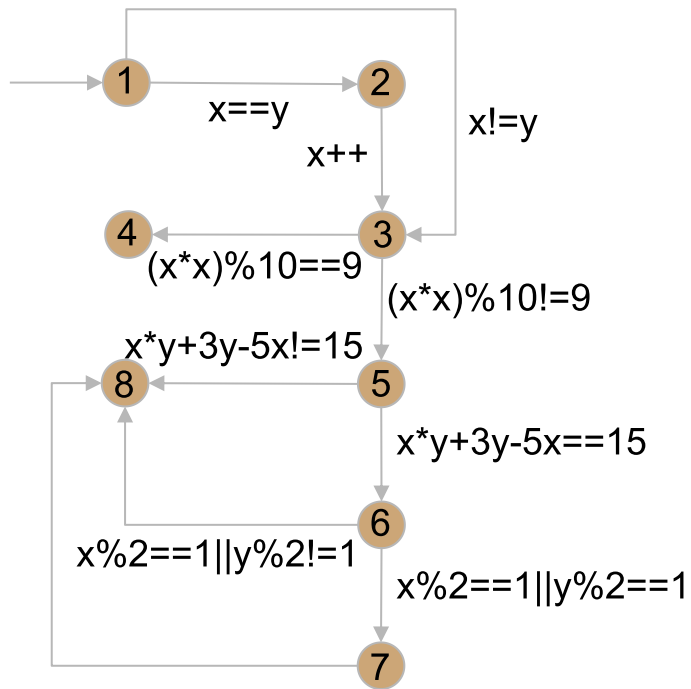 1
2
x==y
x!=y
x++
4
3
(x*x)%10==9
(x*x)%10!=9
x*y+3y-5x!=15
8
5
x*y+3y-5x==15
6
x%2==1||y%2!=1
x%2==1||y%2==1
7